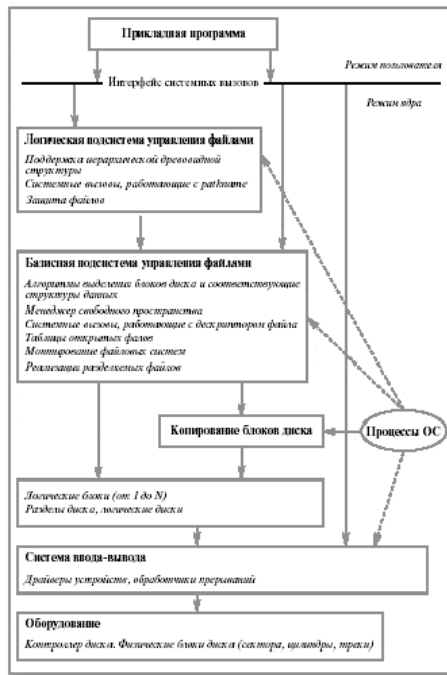 Прикладная программа
Режим пользователя
Интерфейс системных вызовов
Режим ядра
Логическая подсистема управления файлами
Поддержка иерархической древовидной
структуры
Системные вызовы, работающие с pathname
Защита файлов
Базисная подсистема управления файлами
Алгоритмы выделения блоков диска и соответствующие
структуры данных
Менеджер свободного пространства
Системные вызовы, работающие с дескриптором файла
Таблицы открытых фалов
Монтирование файловых систем
Реализация разделяемых файлов
Копирование блоков диска
Процессы ОС
Логические блоки (от 1 до N)
Разделы диска, логические диски
Система ввода-вывода
Драйверы устройств, обработчики прерываний
Оборудование
Контроллер диска. Физические блоки диска (сектора, цилиндры, треки)